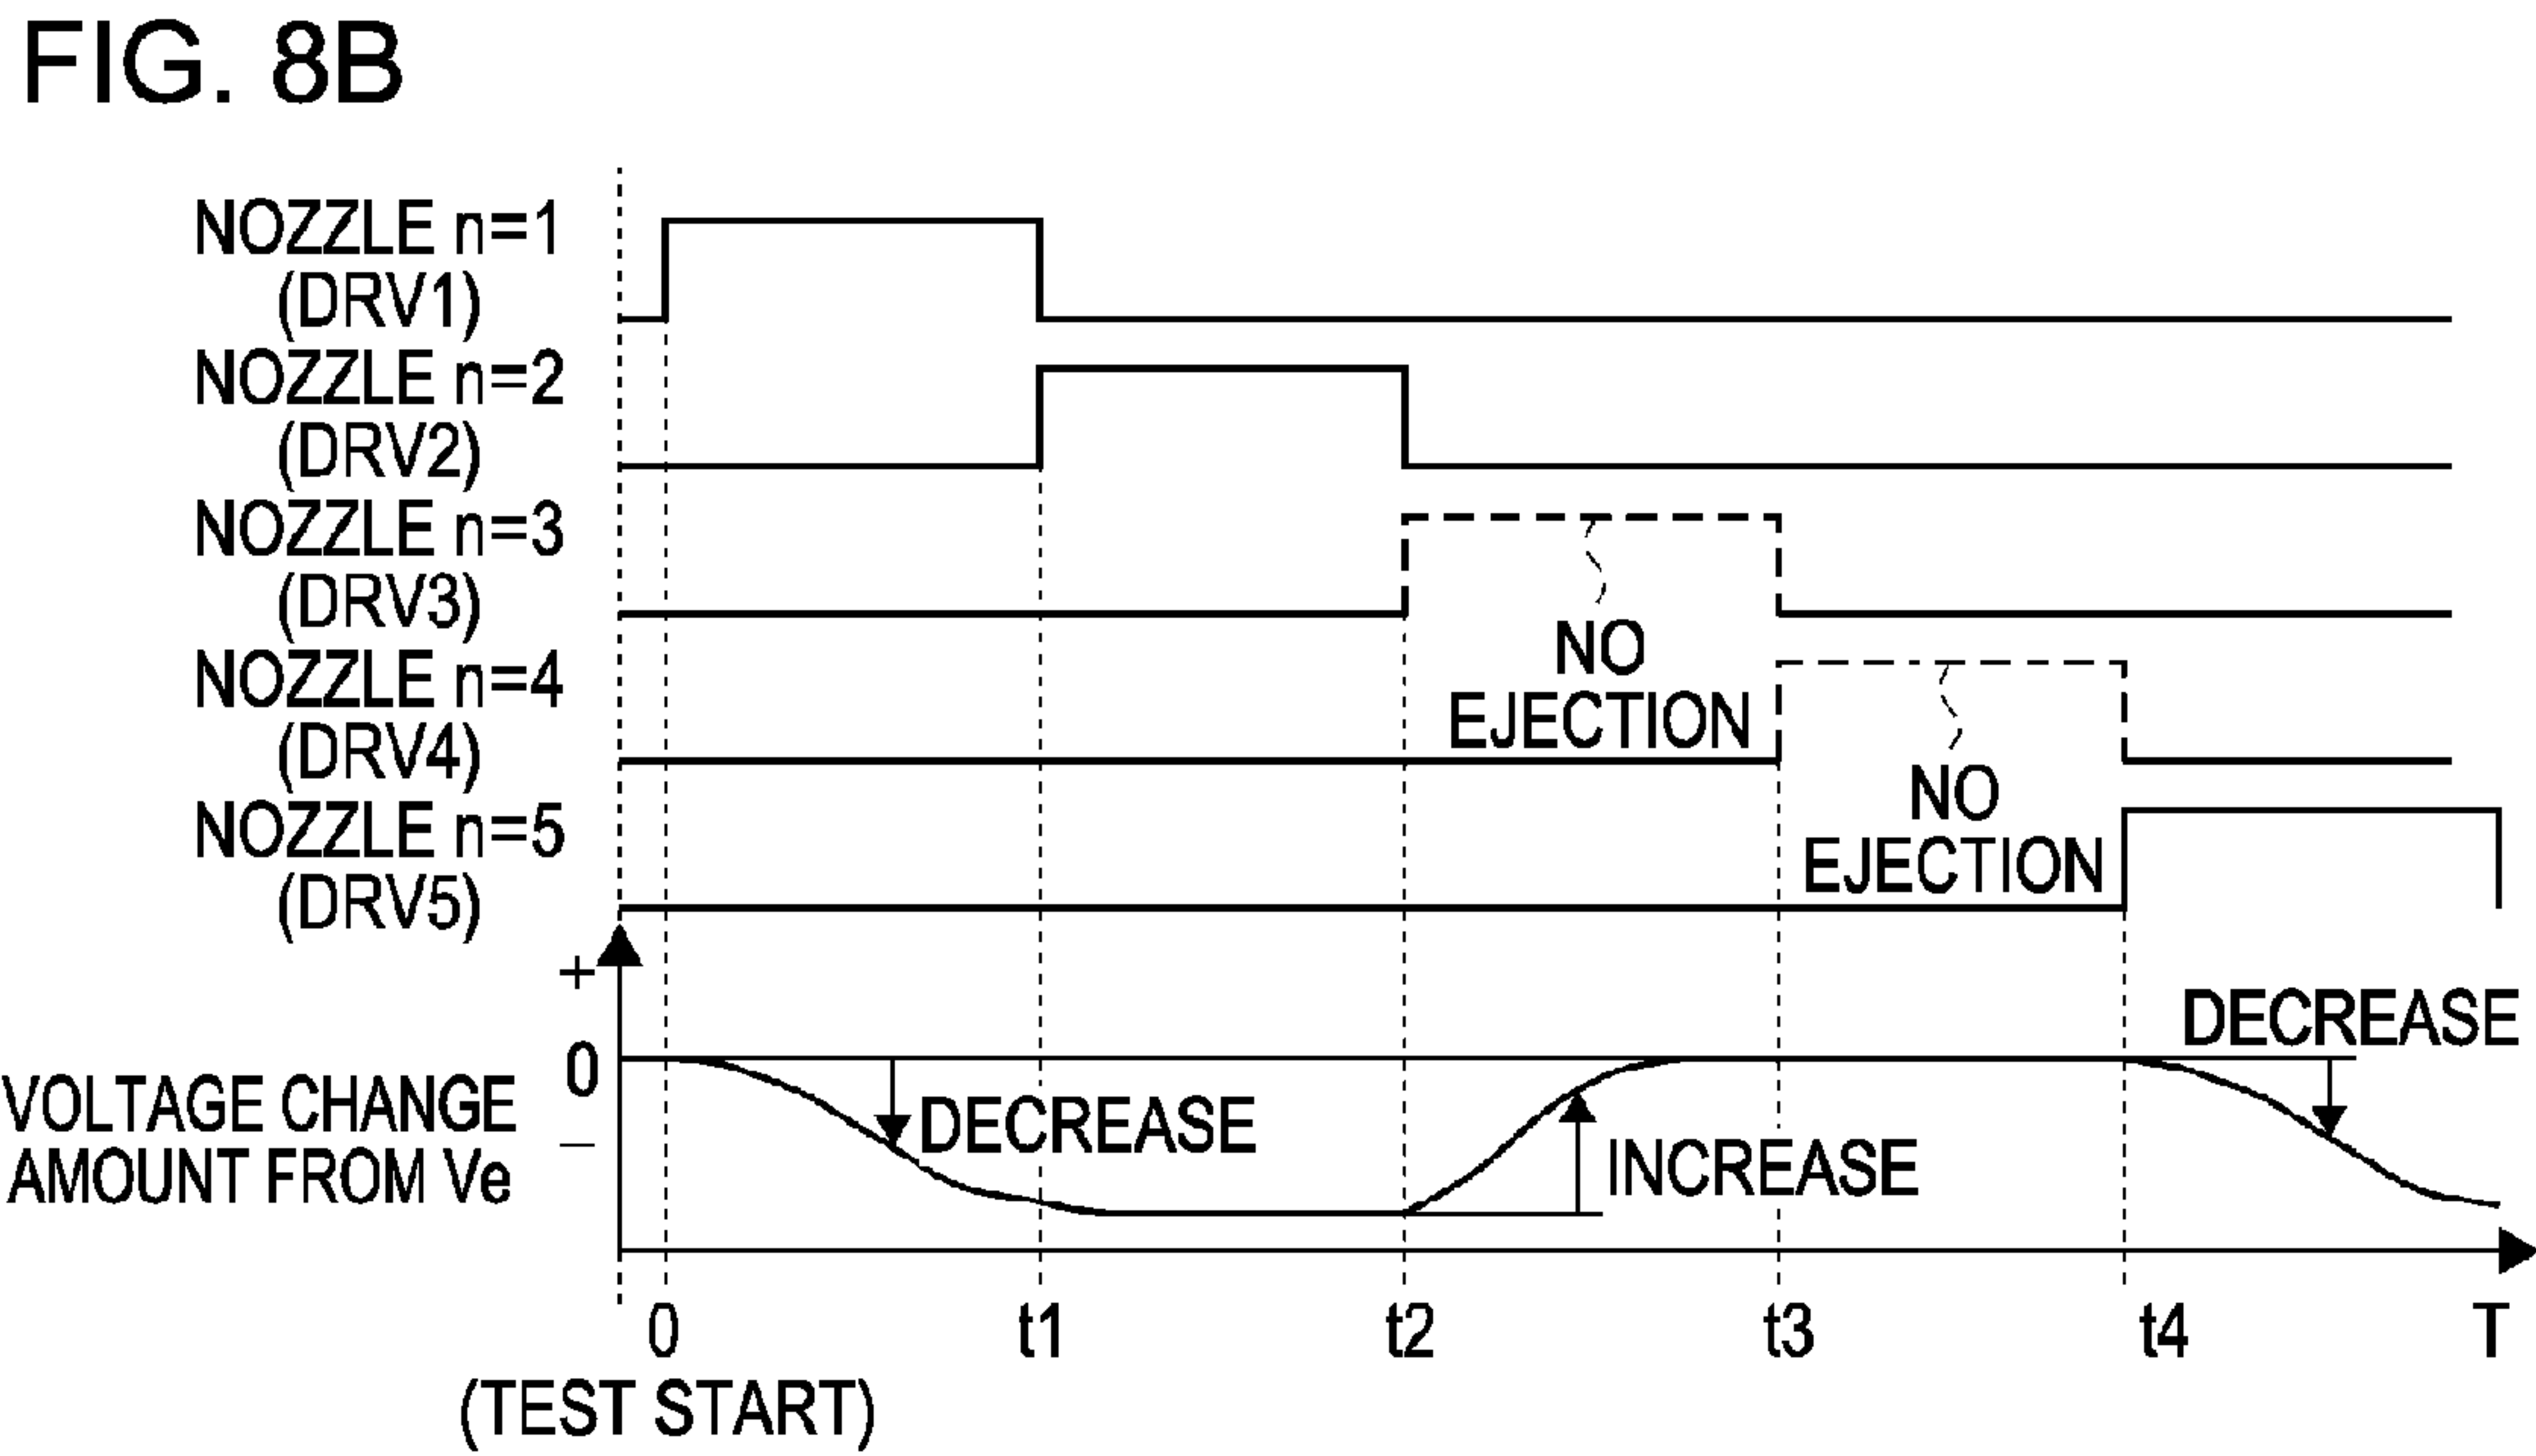 FIG. 8B
NOZZLE n=1
(DRV1)
NOZZLE n=2
(DRV2)
NOZZLE n=3
(DRV3)
NO
EJECTION
NOZZLE n=4
(DRV4)
NO
EJECTION
NOZZLE n=5
(DRV5)
+
0
−
VOLTAGE CHANGE
AMOUNT FROM Ve
DECREASE
INCREASE
DECREASE
0 t1 t2 t3 t4 T
(TEST START)